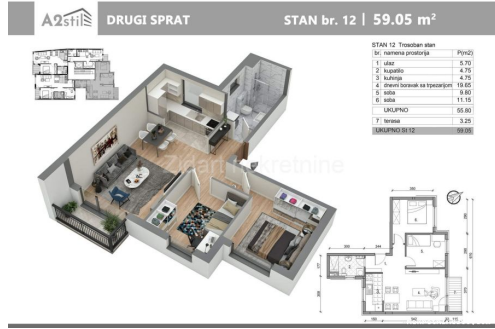 A2stil
DRUGI SPRAT
STAN br. 12 | 59.05 m²
STAN 12 Trosoban stan
br. namena prostorija P(m2)
1 ulaz 5.70
2 kupatilo 4.75
3 kuhinja 4.75
4 dnevni boravak sa trpezarijom 19.65
5 soba 9.80
6 soba 11.15
UKUPNO 55.80
7 terasa 3.25
UKUPNO St 12 59.05
Zidar nekretnine